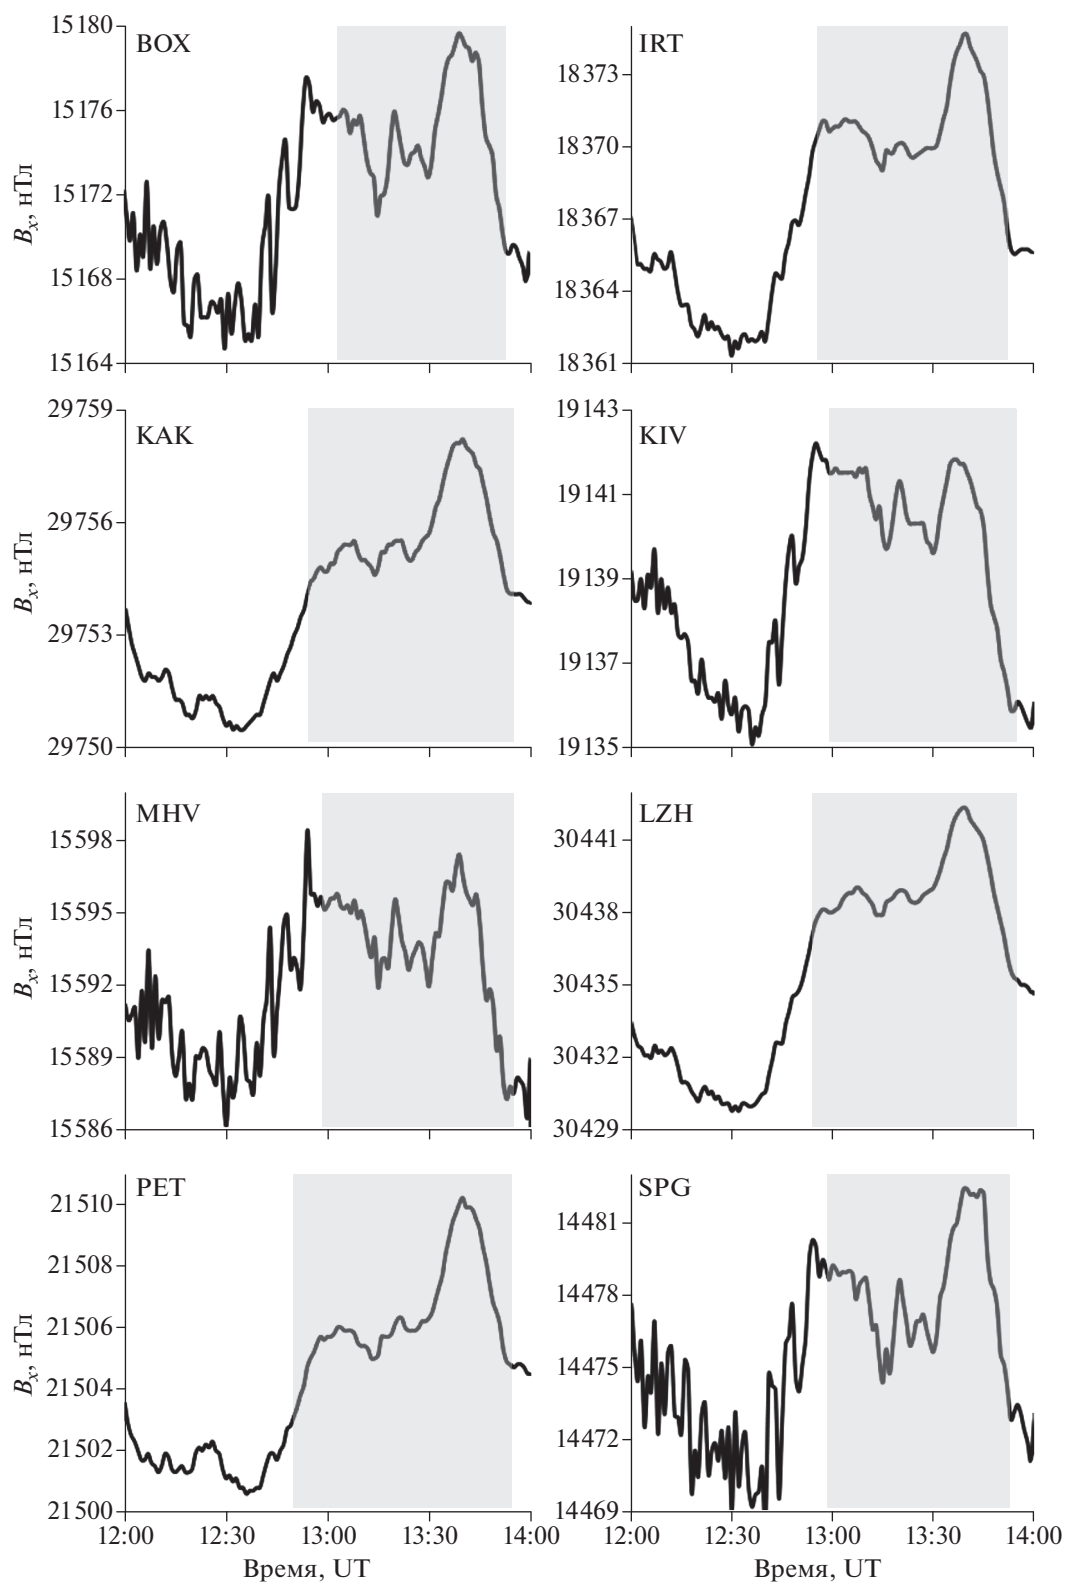 BOX
15180
15176
15172
15168
15164
Bx, нТл
12:00 12:30 13:00 13:30 14:00
IRT
18373
18370
18367
18364
18361
KAK
29759
29756
29753
29750
Bx, нТл
KIV
19143
19141
19139
19137
19135
MHV
15598
15595
15592
15589
15586
Bx, нТл
LZH
30441
30438
30435
30432
30429
PET
21510
21508
21506
21504
21502
21500
Bx, нТл
Время, UT
SPG
14481
14478
14475
14472
14469
12:00 12:30 13:00 13:30 14:00
Время, UT